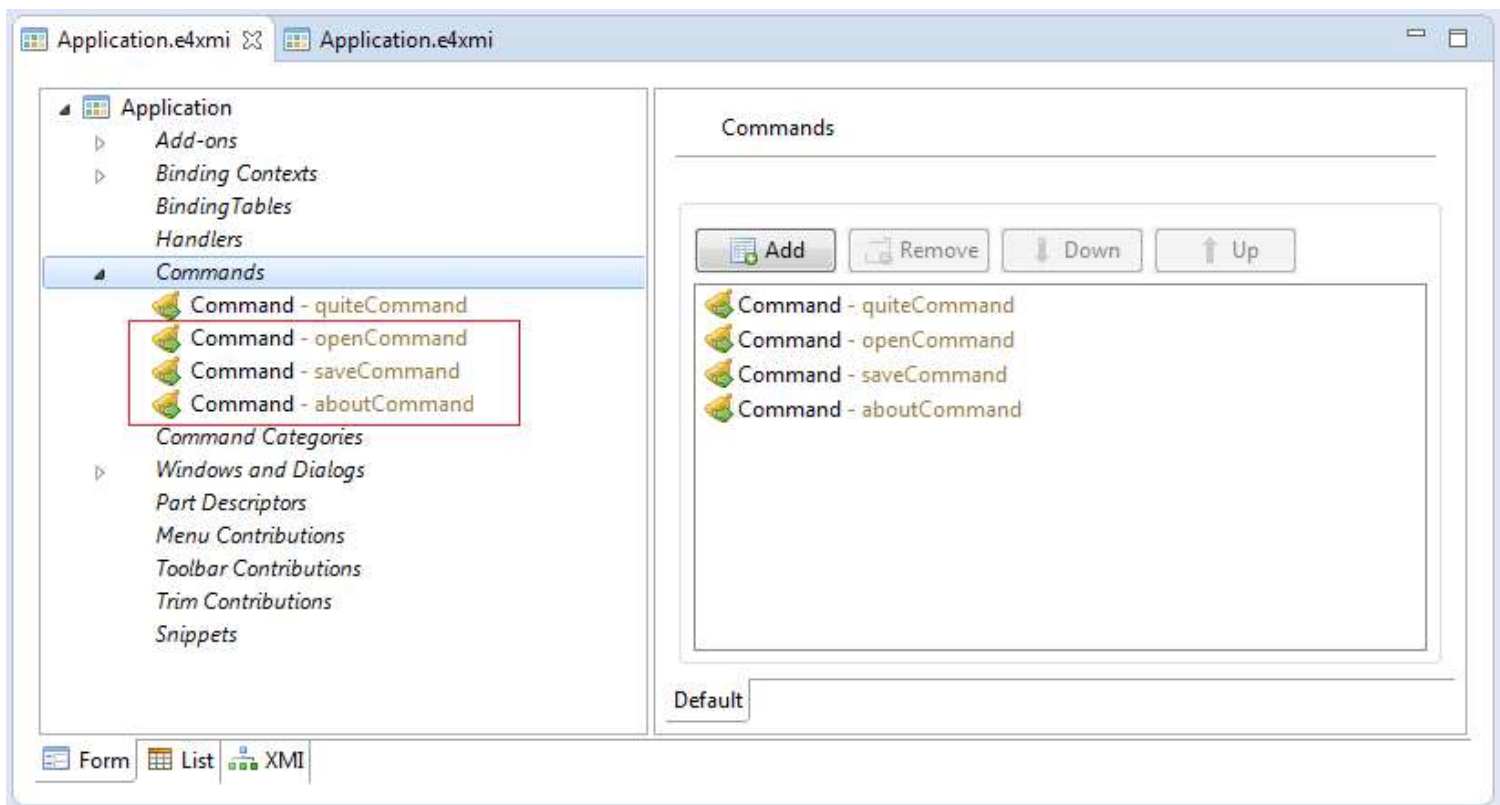 Application.e4xmi Application.e4xmi
Application
Add-ons
Binding Contexts
BindingTables
Handlers
Commands
Command - quiteCommand
Command - openCommand
Command - saveCommand
Command - aboutCommand
Command Categories
Windows and Dialogs
Part Descriptors
Menu Contributions
Toolbar Contributions
Trim Contributions
Snippets
Commands
Add Remove Down Up
Command - quiteCommand
Command - openCommand
Command - saveCommand
Command - aboutCommand
Default
Form List XMI